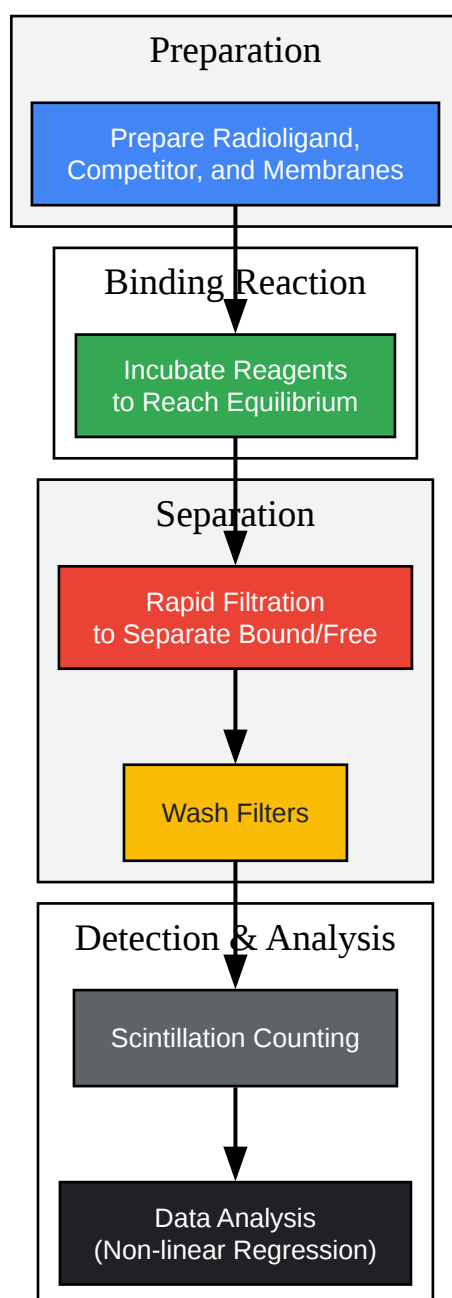 Preparation
Prepare Radioligand,
Competitor, and Membranes
Binding Reaction
Incubate Reagents
to Reach Equilibrium
Separation
Rapid Filtration
to Separate Bound/Free
Wash Filters
Detection & Analysis
Scintillation Counting
Data Analysis
(Non-linear Regression)